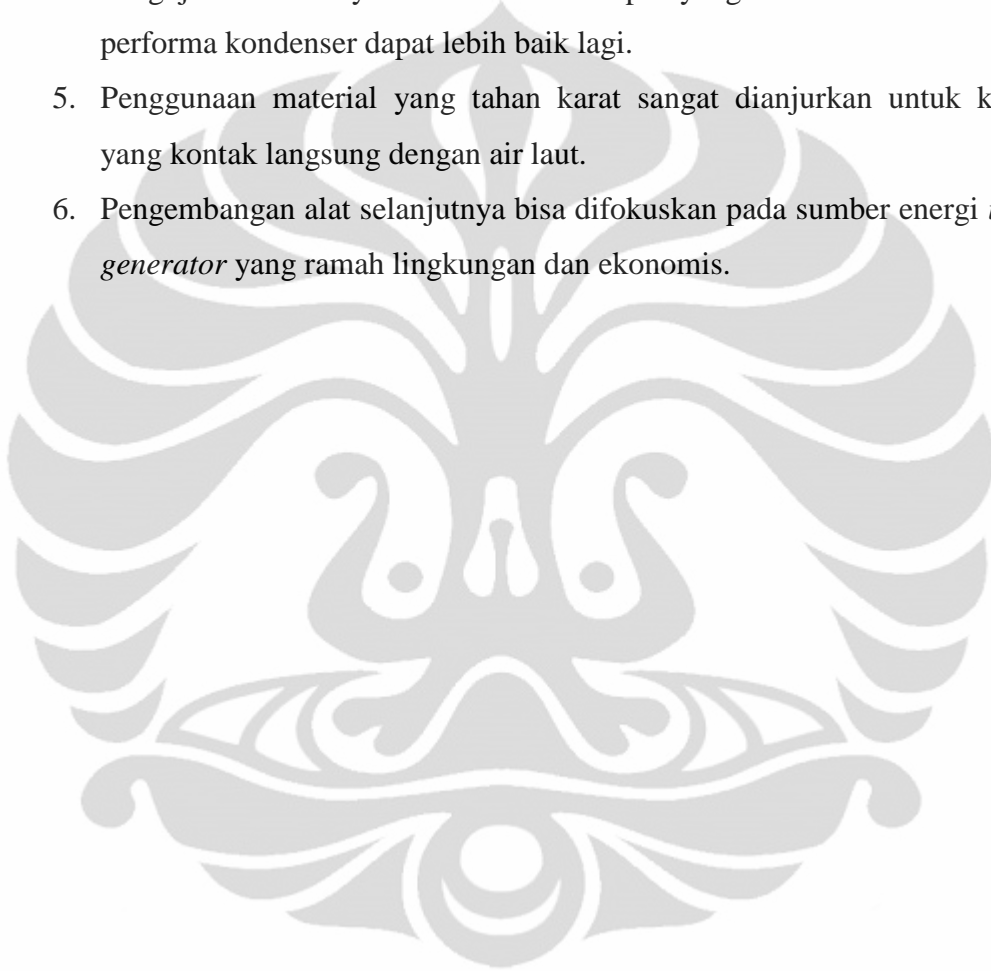 performa kondenser dapat lebih baik lagi.
5. Penggunaan material yang tahan karat sangat dianjurkan untuk
yang kontak langsung dengan air laut.
6. Pengembangan alat selanjutnya bisa difokuskan pada sumber energi
generator yang ramah lingkungan dan ekonomis.